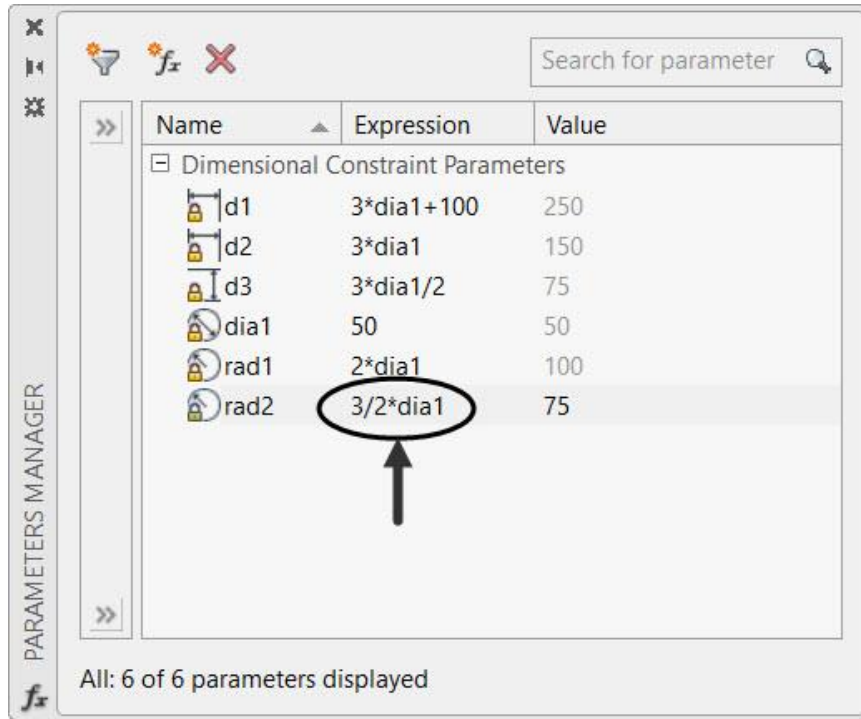 fx
Search for parameter
Name Expression Value
Dimensional Constraint Parameters
d1 3*dia1+100 250
d2 3*dia1 150
d3 3*dia1/2 75
dia1 50 50
rad1 2*dia1 100
rad2 3/2*dia1 75
All: 6 of 6 parameters displayed
PARAMETERS MANAGER
fx